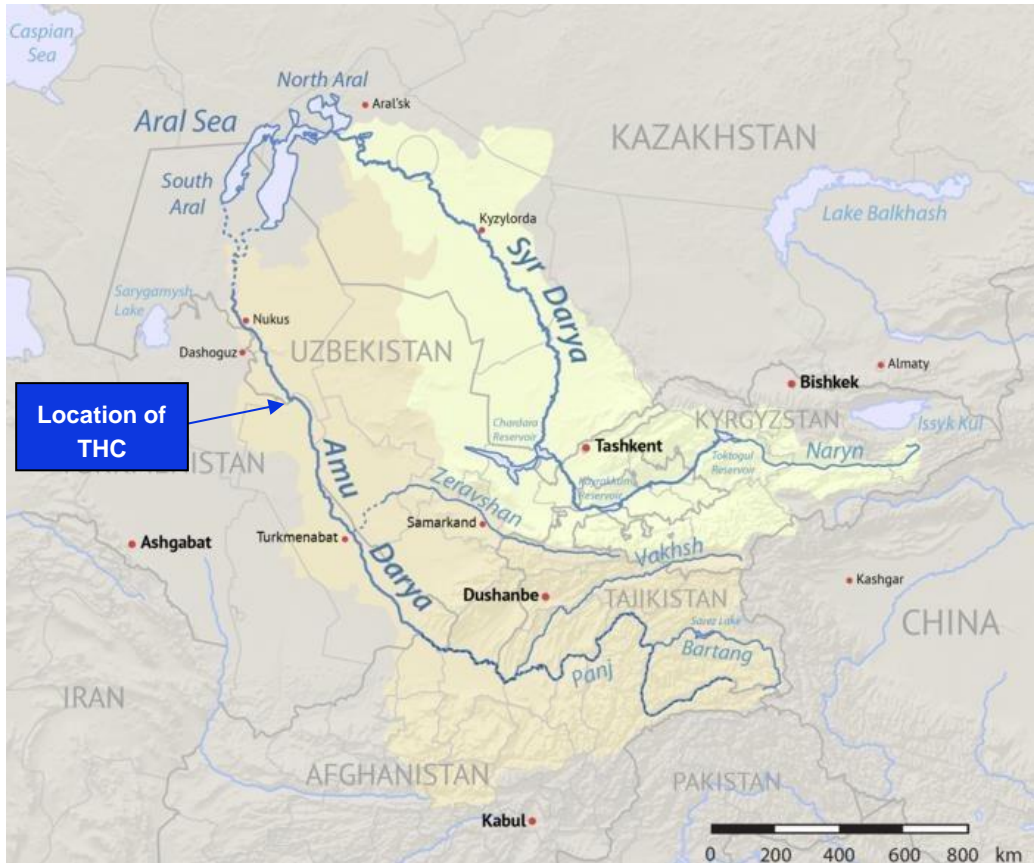 Caspian
Sea
North Aral
Aral'sk
Aral Sea
KAZAKHSTAN
South
Aral
Lake Balkhash
Kyzylorda
Syr Darya
Sarygamysh
Lake
Nukus
Dashoguz
UZBEKISTAN
Almaty
Bishkek
Location of
THC
KYRGYZSTAN
Issyk Kul
Chardara
Reservoir
Tashkent
Toktogul
Reservoir
Naryn
Kayrakkum
Reservoir
Amu Darya
Zeravshan
Samarkand
Turkmenabat
Vakhsh
Ashgabat
Dushanbe
TAJIKISTAN
Kashgar
Sarez Lake
CHINA
Bartang
Panj
IRAN
AFGHANISTAN
PAKISTAN
Kabul
0 200 400 600 800 km